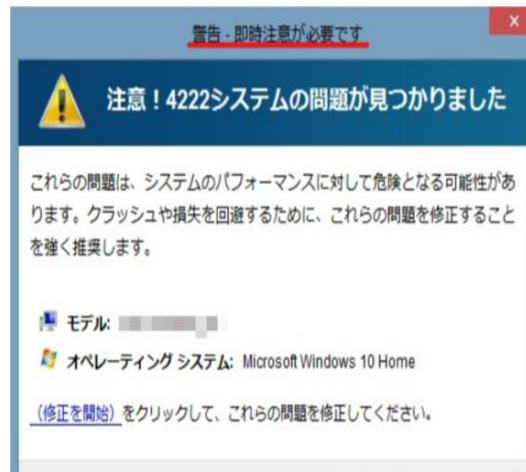 警告 - 即時注意が必要です
x
注意！4222システムの問題が見つかりました
これらの問題は、システムのパフォーマンスに対して危険となる可能性があ
ります。クラッシュや損失を回避するために、これらの問題を修正すること
を強く推奨します。
モデル:
オペレーティング システム: Microsoft Windows 10 Home
（修正を開始）をクリックして、これらの問題を修正してください。